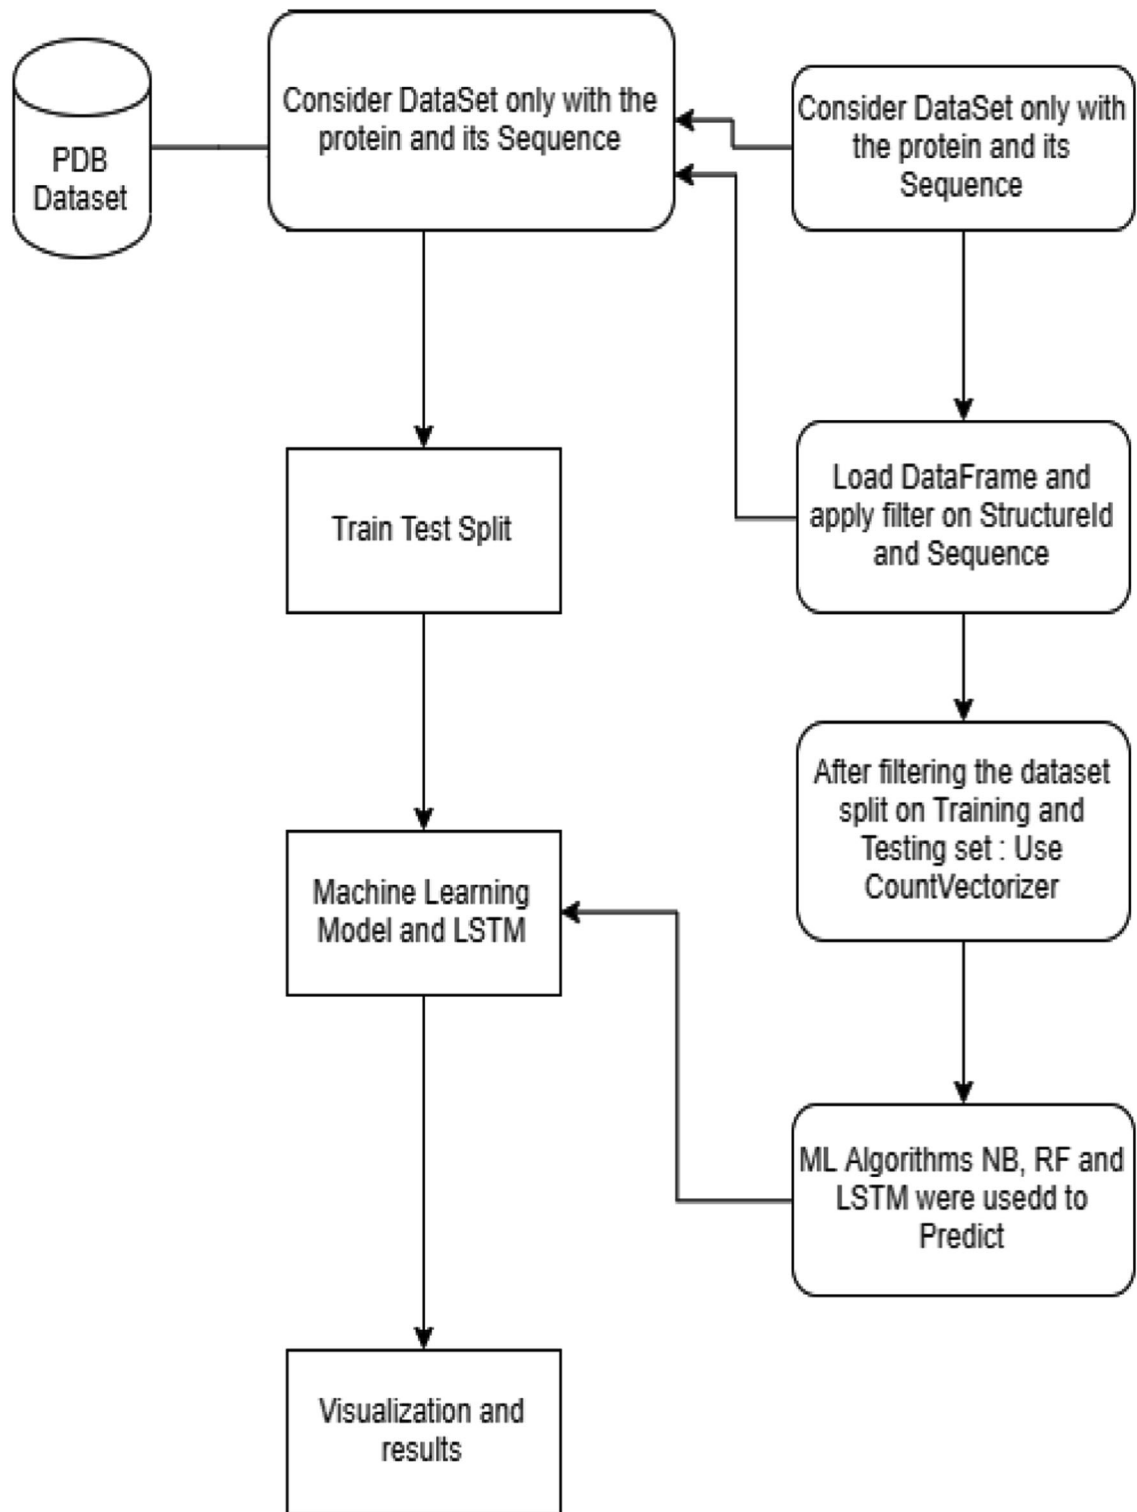 PDB
Dataset
Consider DataSet only with the
protein and its Sequence
Consider DataSet only with
the protein and its
Sequence
Train Test Split
Load DataFrame and
apply filter on StructureId
and Sequence
After filtering the dataset
split on Training and
Testing set : Use
CountVectorizer
Machine Learning
Model and LSTM
ML Algorithms NB, RF and
LSTM were usedd to
Predict
Visualization and
results